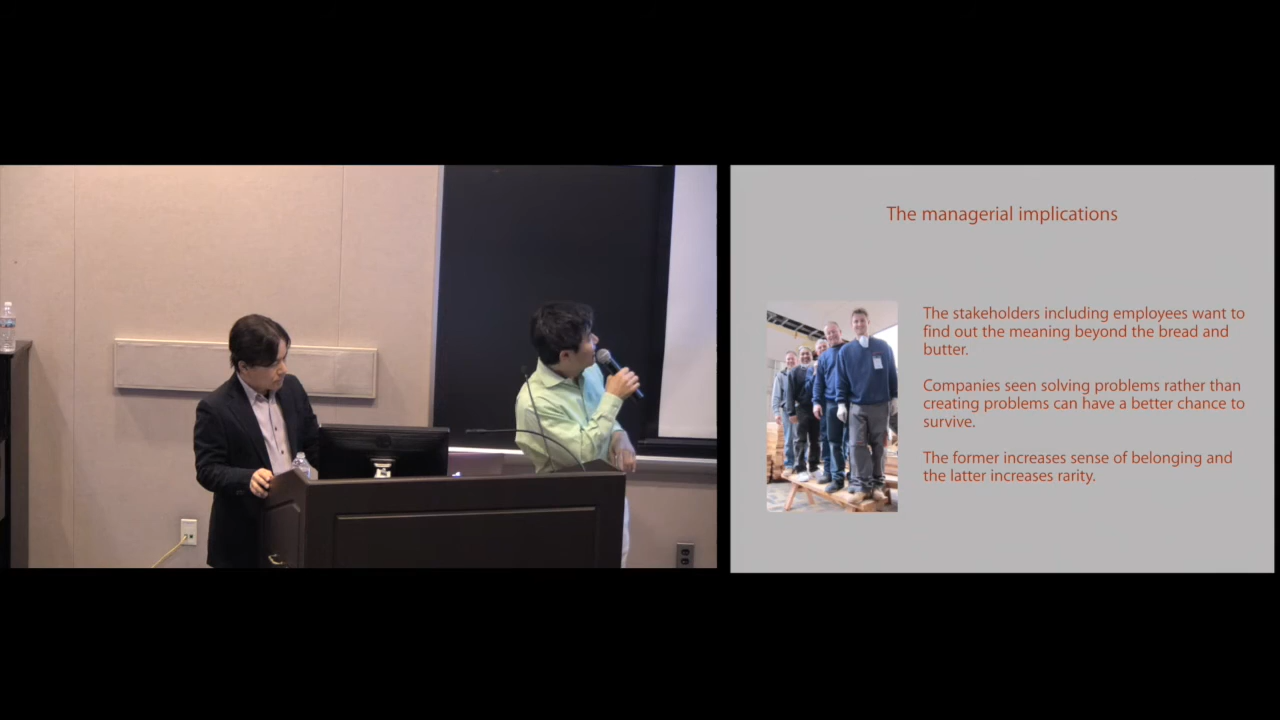 The managerial implications
The stakeholders including employees want to
find out the meaning beyond the bread and
butter.
Companies seen solving problems rather than
creating problems can have a better chance to
survive.
The former increases sense of belonging and
the latter increases rarity.